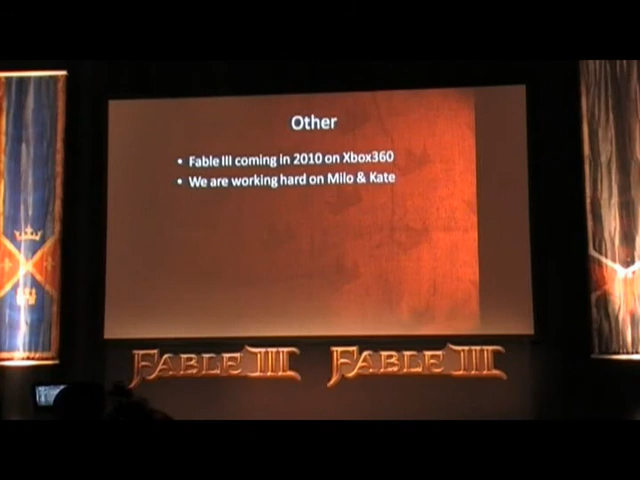 Other
• Fable III coming in 2010 on Xbox360
• We are working hard on Milo & Kate
FABLE III FABLE III